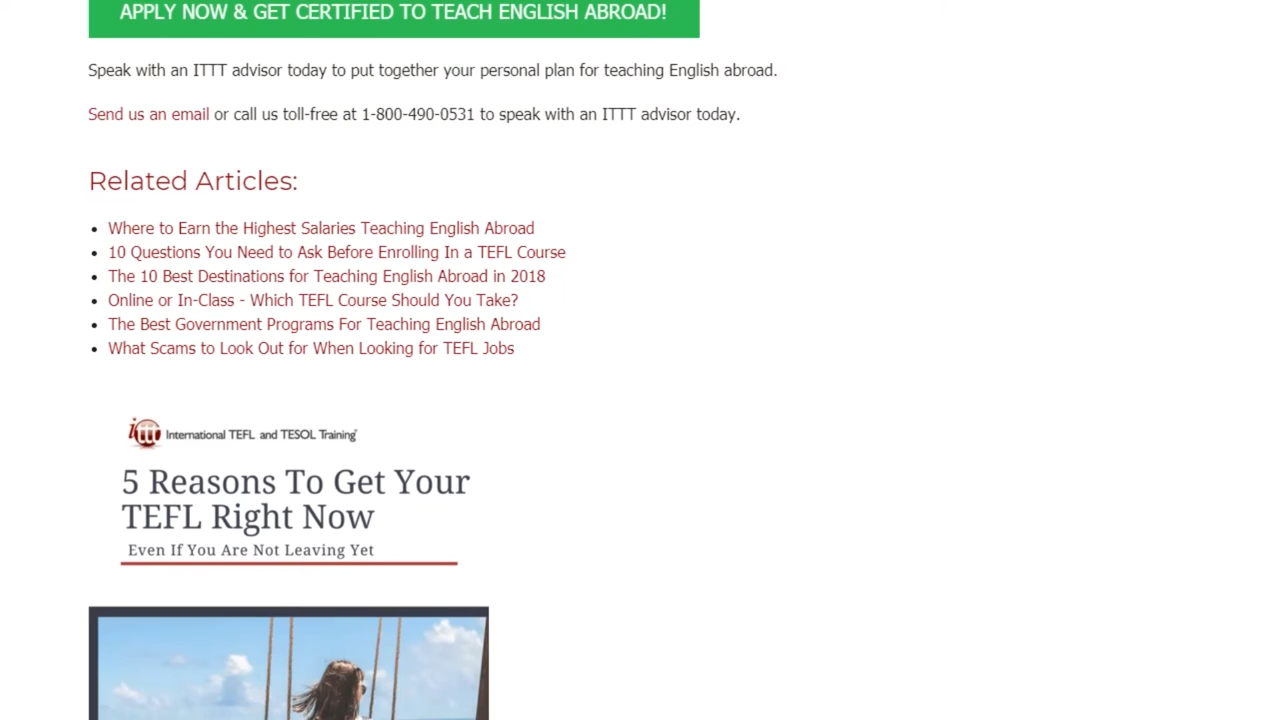 APPLY NOW & GET CERTIFIED TO TEACH ENGLISH ABROAD!
Speak with an ITTT advisor today to put together your personal plan for teaching English abroad.
Send us an email or call us toll-free at 1-800-490-0531 to speak with an ITTT advisor today.
Related Articles:
Where to Earn the Highest Salaries Teaching English Abroad
10 Questions You Need to Ask Before Enrolling In a TEFL Course
The 10 Best Destinations for Teaching English Abroad in 2018
Online or In-Class - Which TEFL Course Should You Take?
The Best Government Programs For Teaching English Abroad
What Scams to Look Out for When Looking for TEFL Jobs
ittt International TEFL and TESOL Training
5 Reasons To Get Your
TEFL Right Now
Even If You Are Not Leaving Yet